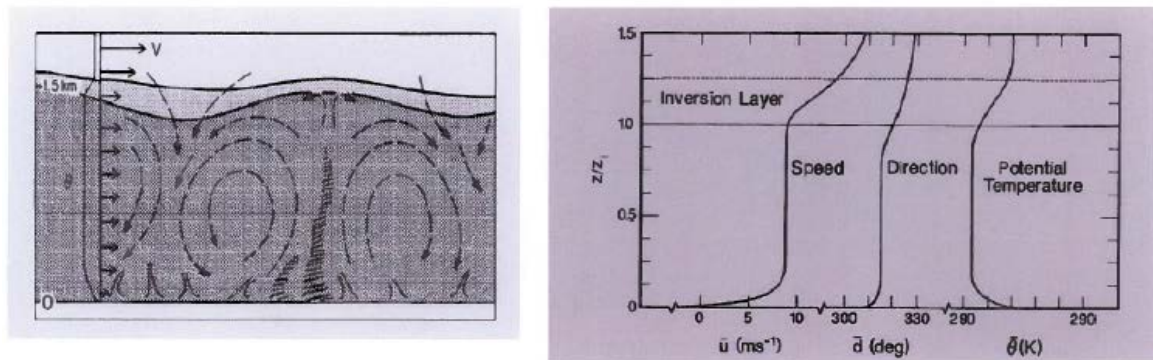 V
1.5 km
0
1.5
Inversion Layer
1.0
Speed
Direction
Potential
Temperature
z/z_i
0.5
0
0
5
10
300
330
280
290
ū (ms⁻¹)
d̄ (deg)
θ̄ (K)